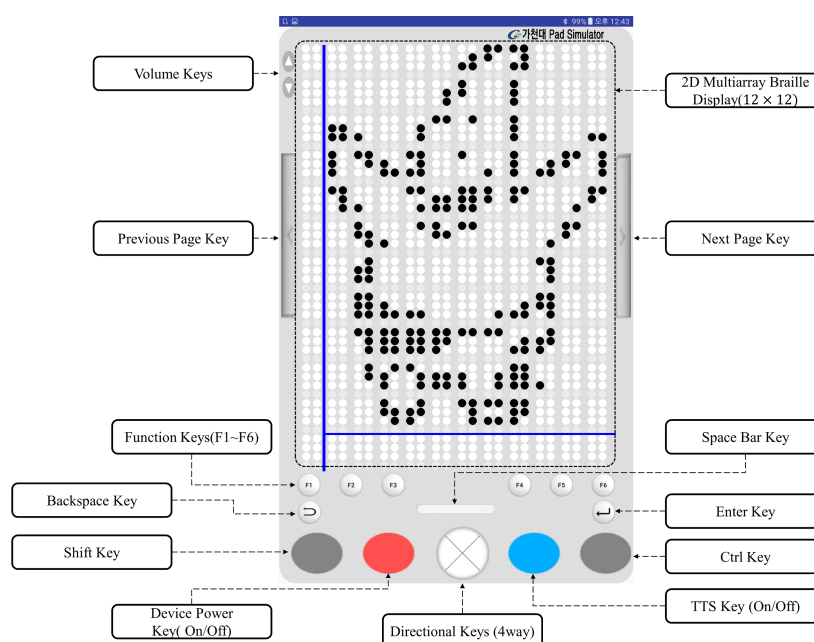 99% 오후 12:43
가천대 Pad Simulator
Volume Keys
2D Multiarray Braille
Display(12 × 12)
Previous Page Key
Next Page Key
Function Keys(F1~F6)
Space Bar Key
F1 F2 F3 F4 F5 F6
Backspace Key
Enter Key
Shift Key
Ctrl Key
Device Power
Key( On/Off)
Directional Keys (4way)
TTS Key (On/Off)